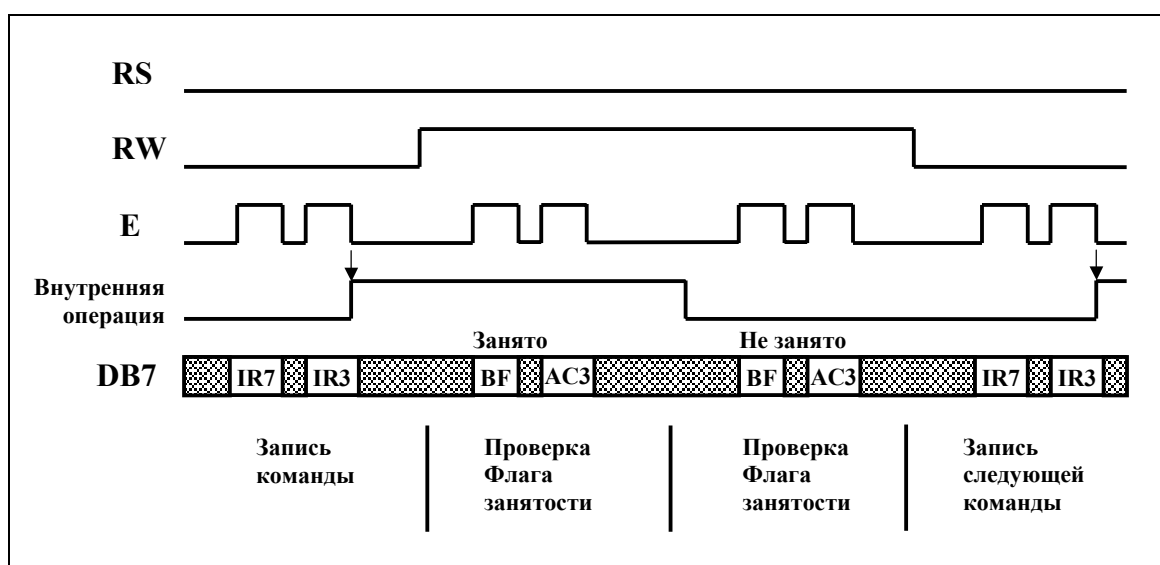 RS
RW
E
Внутренняя
операция
Занято
Не занято
DB7
IR7
IR3
BF
AC3
BF
AC3
IR7
IR3
Запись
команды
Проверка
Флага
занятости
Проверка
Флага
занятости
Запись
следующей
команды